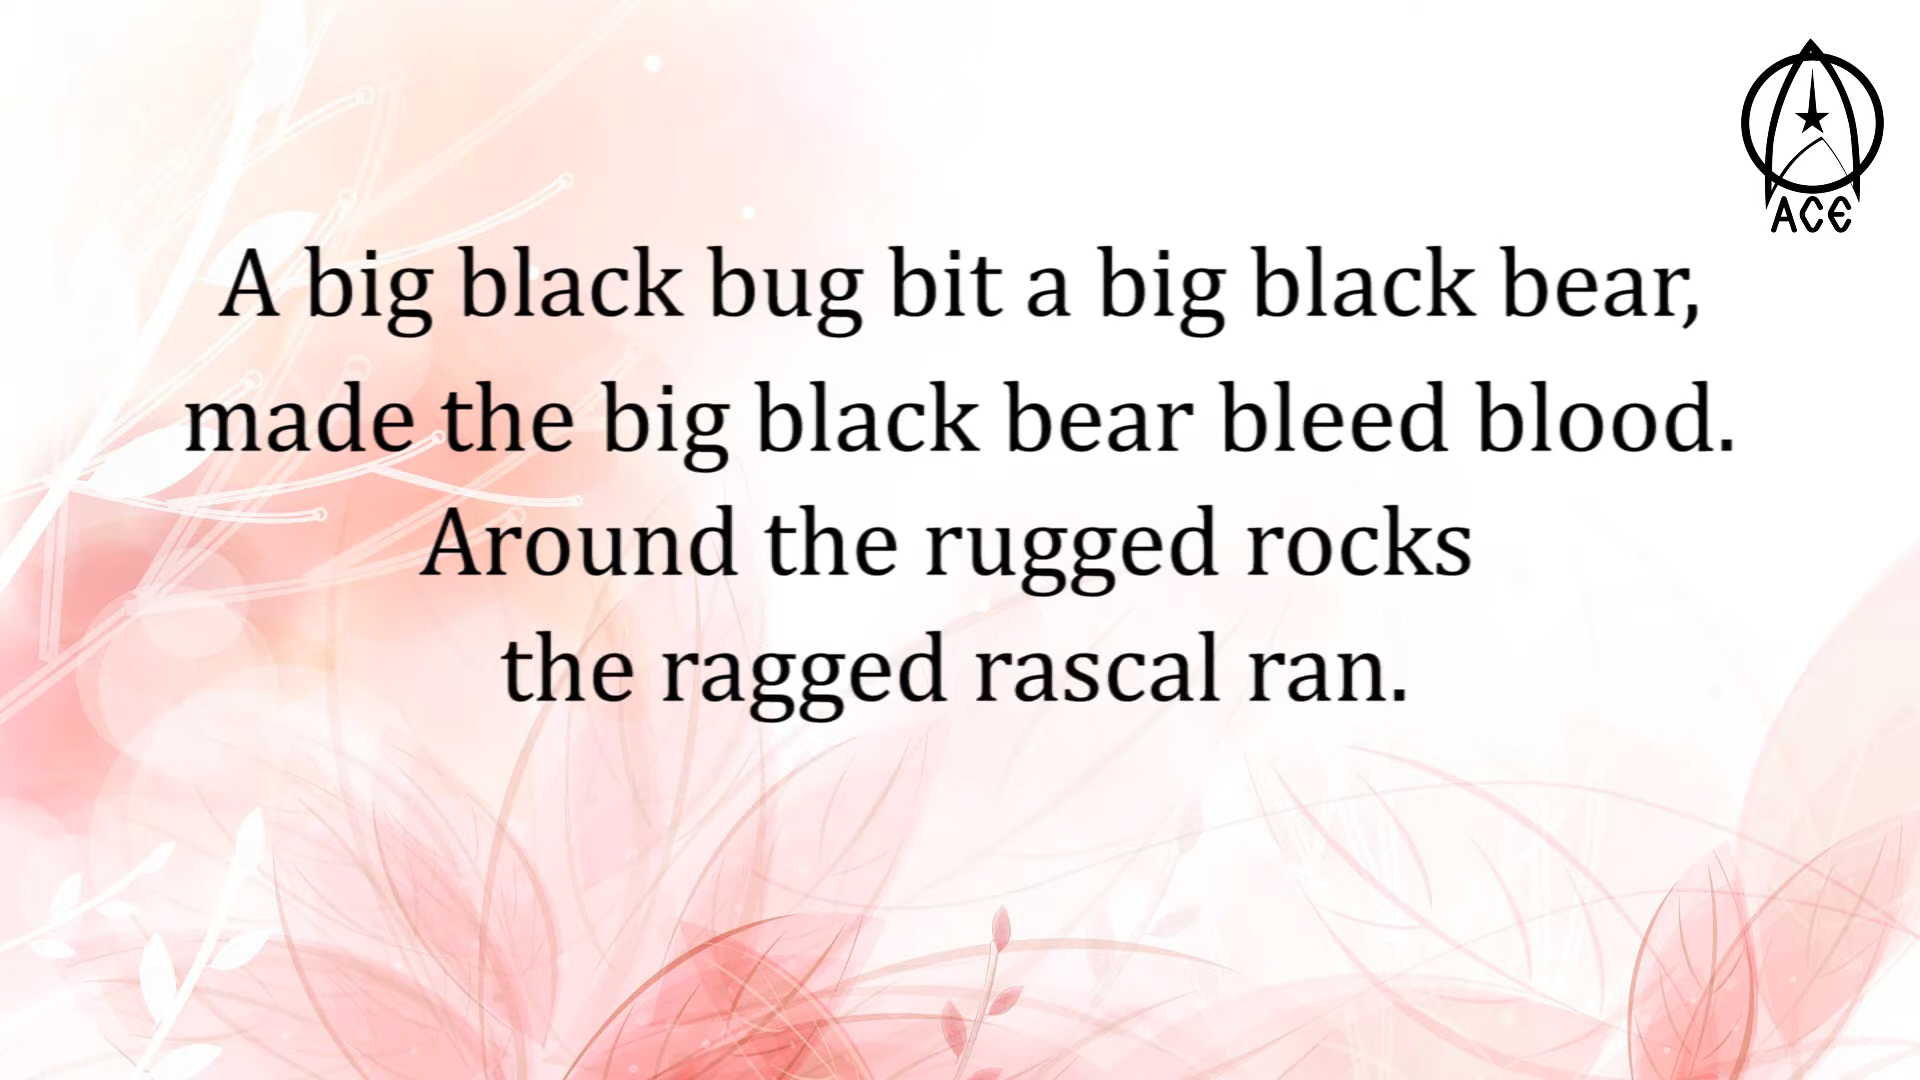 ACE
A big black bug bit a big black bear,
made the big black bear bleed blood.
Around the rugged rocks
the ragged rascal ran.